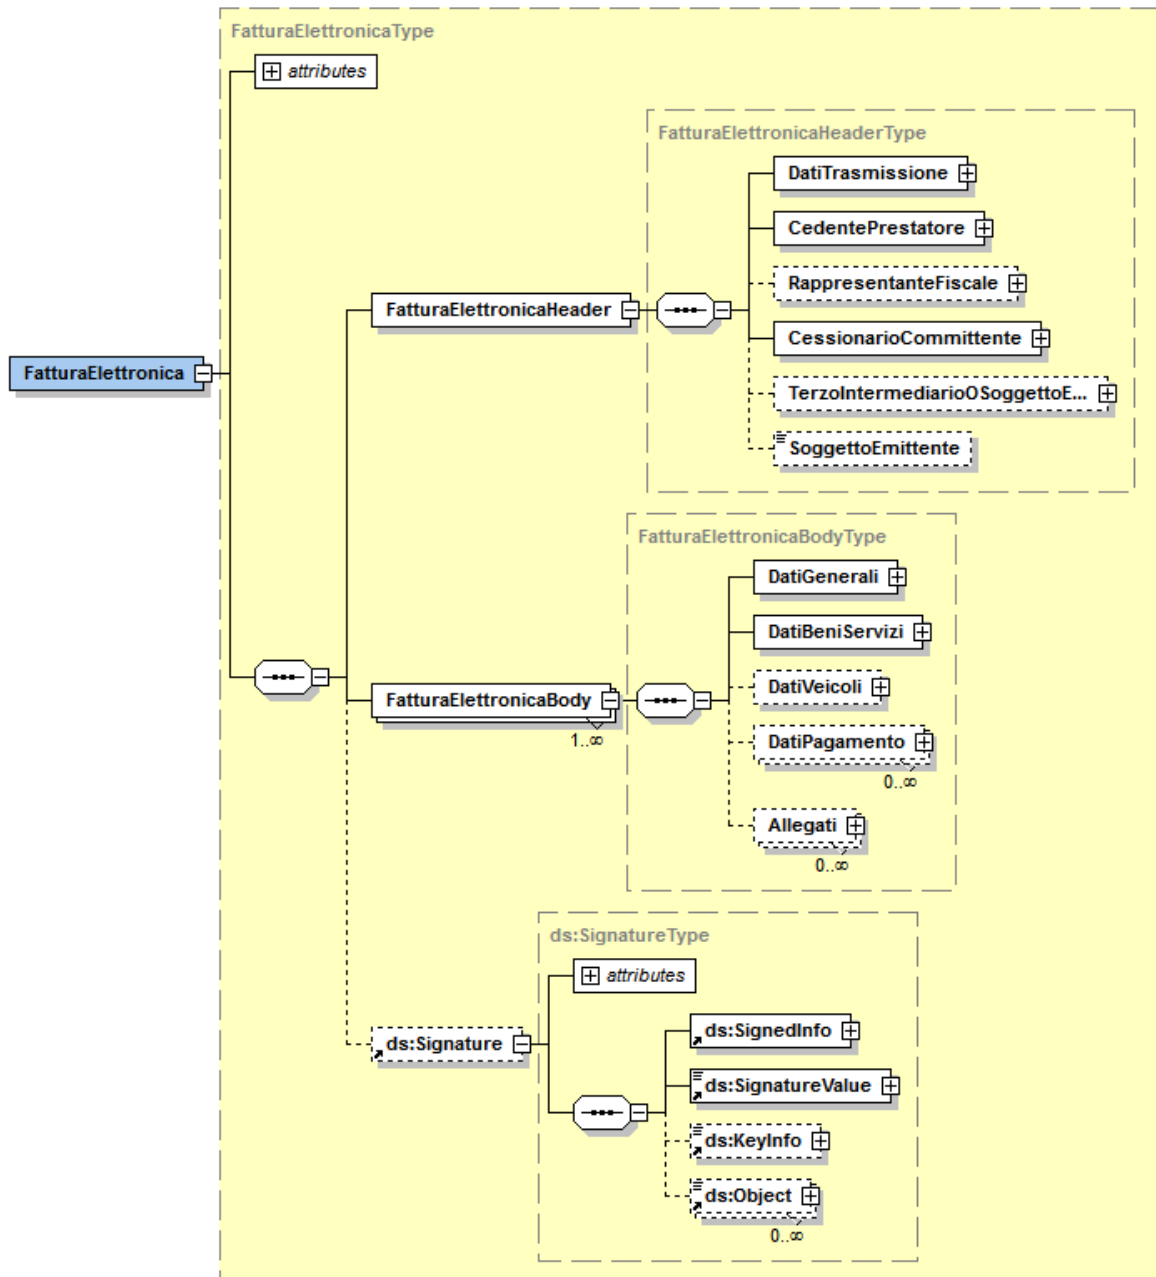 FatturaElettronicaType
attributes
FatturaElettronicaHeaderType
DatiTrasmissione
CedentePrestatore
RappresentanteFiscale
FatturaElettronicaHeader
CessionarioCommittente
FatturaElettronica
TerzoIntermediarioOSoggettoE...
SoggettoEmittente
FatturaElettronicaBodyType
DatiGenerali
DatiBeniServizi
DatiVeicoli
FatturaElettronicaBody
1..∞
DatiPagamento
0..∞
Allegati
0..∞
ds:SignatureType
attributes
ds:SignedInfo
ds:Signature
ds:SignatureValue
ds:KeyInfo
ds:Object
0..∞